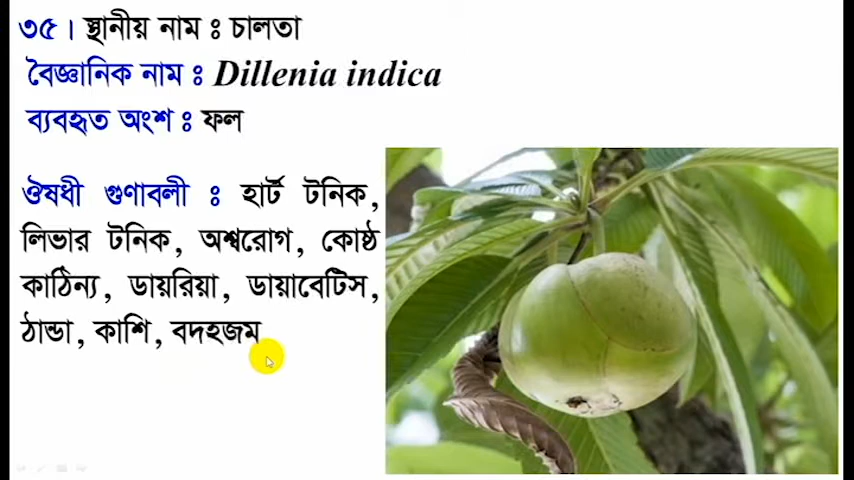 ৩৫। স্থানীয় নাম ঃ চালতা
বৈজ্ঞানিক নাম ঃ Dillenia indica
ব্যবহৃত অংশ ঃ ফল
ঔষধী গুণাবলী ঃ হার্ট টনিক,
লিভার টনিক, অশ্বরোগ, কোষ্ঠ
কাঠিন্য, ডায়রিয়া, ডায়াবেটিস,
ঠান্ডা, কাশি, বদহজম